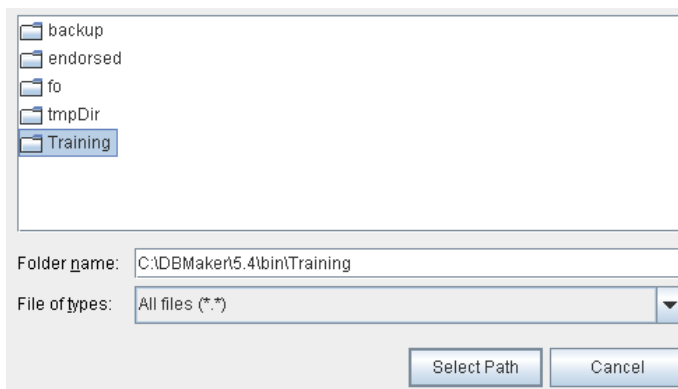 backup
endorsed
fo
tmpDir
Training
Folder name: C:\DBMaker\5.4\bin\Training
File of types: All files (*.*)
Select Path Cancel